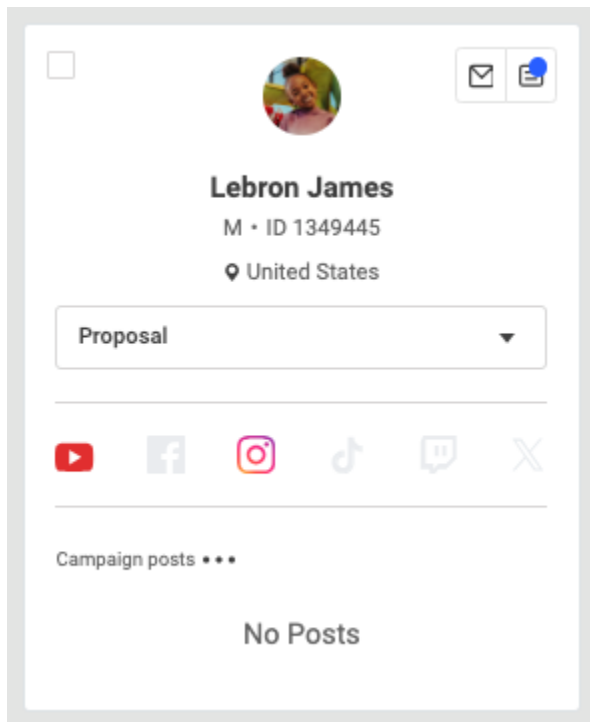 Lebron James
M • ID 1349445
United States
Proposal
Campaign posts •••
No Posts